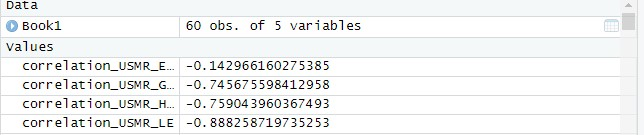 Data
Book1 60 obs. of 5 variables
Values
correlation_USMR_E… -0.142966160275385
correlation_USMR_G… -0.745675598412958
correlation_USMR_H… -0.759043960367493
correlation_USMR_LE -0.888258719735253